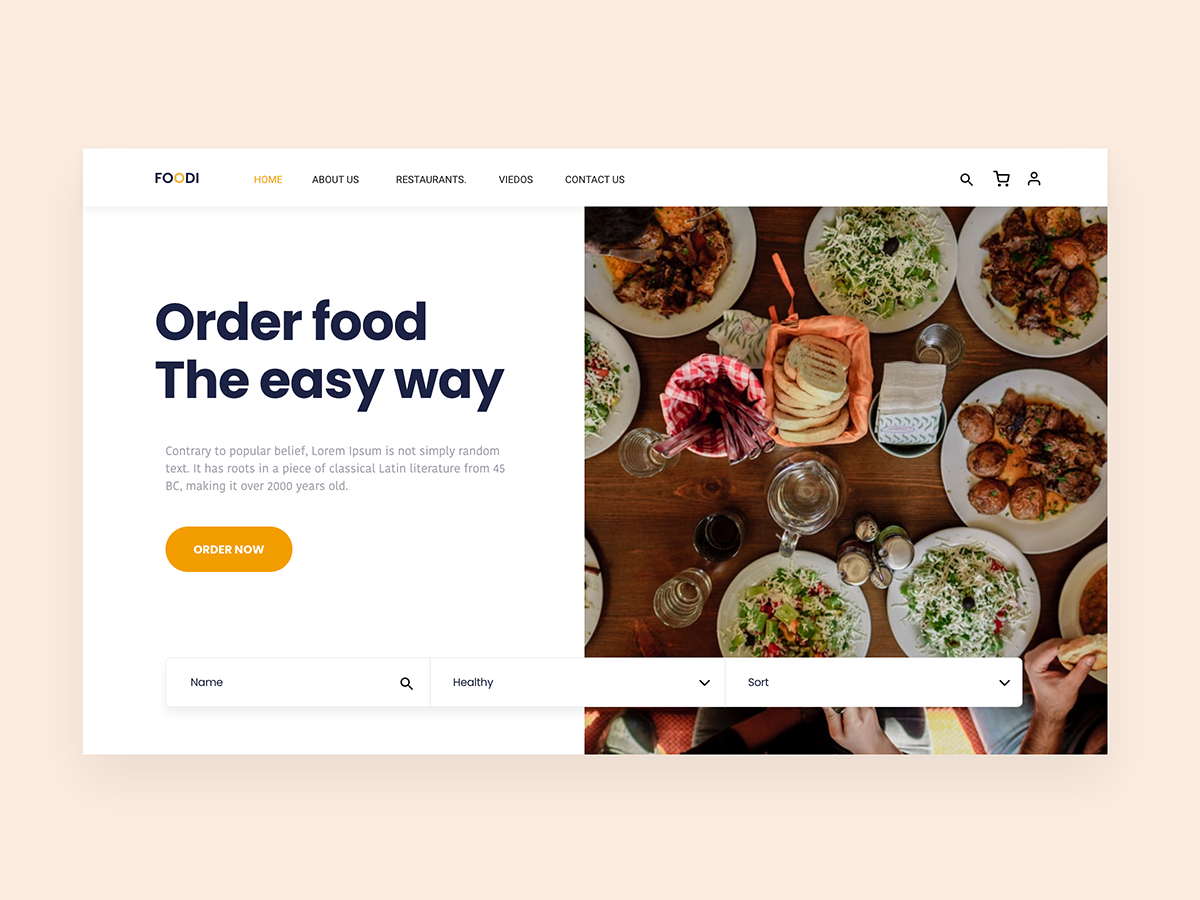 FOODI
HOME
ABOUT US
RESTAURANTS.
VIEDOS
CONTACT US
Order food
The easy way
Contrary to popular belief, Lorem Ipsum is not simply random
text. It has roots in a piece of classical Latin literature from 45
BC, making it over 2000 years old.
ORDER NOW
Name
Healthy
Sort